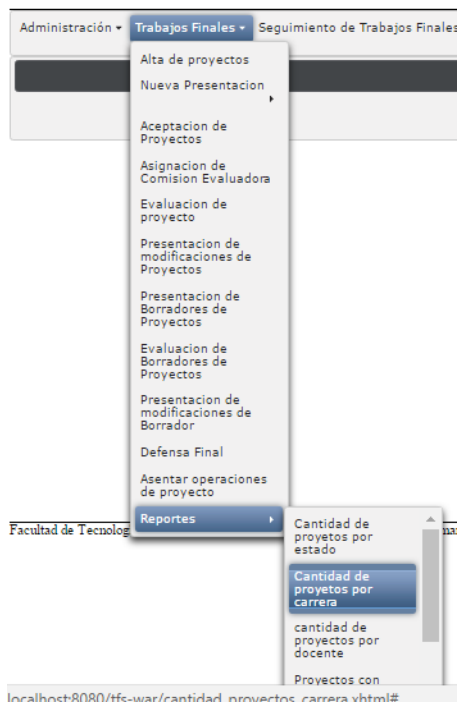 Administración Trabajos Finales Seguimiento de Trabajos Finales
Alta de proyectos
Nueva Presentacion
Aceptacion de
Proyectos
Asignacion de
Comision Evaluadora
Evaluacion de
proyecto
Presentacion de
modificaciones de
Proyectos
Presentacion de
Borradores de
Proyectos
Evaluacion de
Borradores de
Proyectos
Presentacion de
modificaciones de
Borrador
Defensa Final
Asentar operaciones
de proyecto
Reportes
Facultad de
Cantidad de
proyetos por
estado
Cantidad de
proyetos por
carrera
cantidad de
proyectos por
docente
Proyectos con
localhost:8080/tfs-war/cantidad_proyectos_carrera.xhtml#